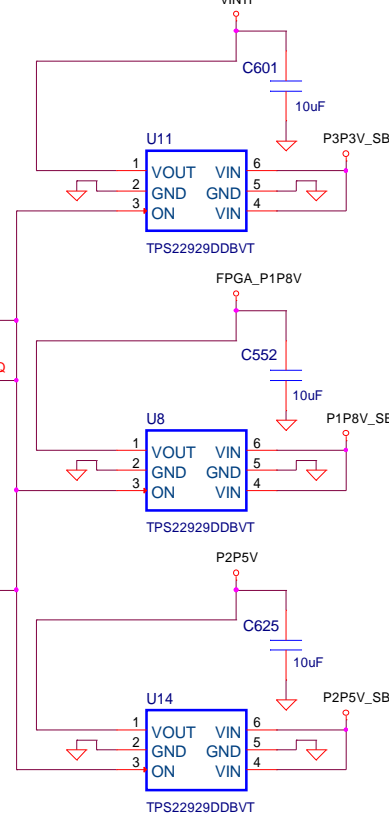 C601
10uF
U11
P3P3V_SB
1 VOUT VIN 6
2 GND GND 5
3 ON VIN 4
TPS22929DDBVT
FPGA_P1P8V
C552
10uF
U8
P1P8V_SB
1 VOUT VIN 6
2 GND GND 5
3 ON VIN 4
TPS22929DDBVT
P2P5V
C625
10uF
U14
P2P5V_SB
1 VOUT VIN 6
2 GND GND 5
3 ON VIN 4
TPS22929DDBVT